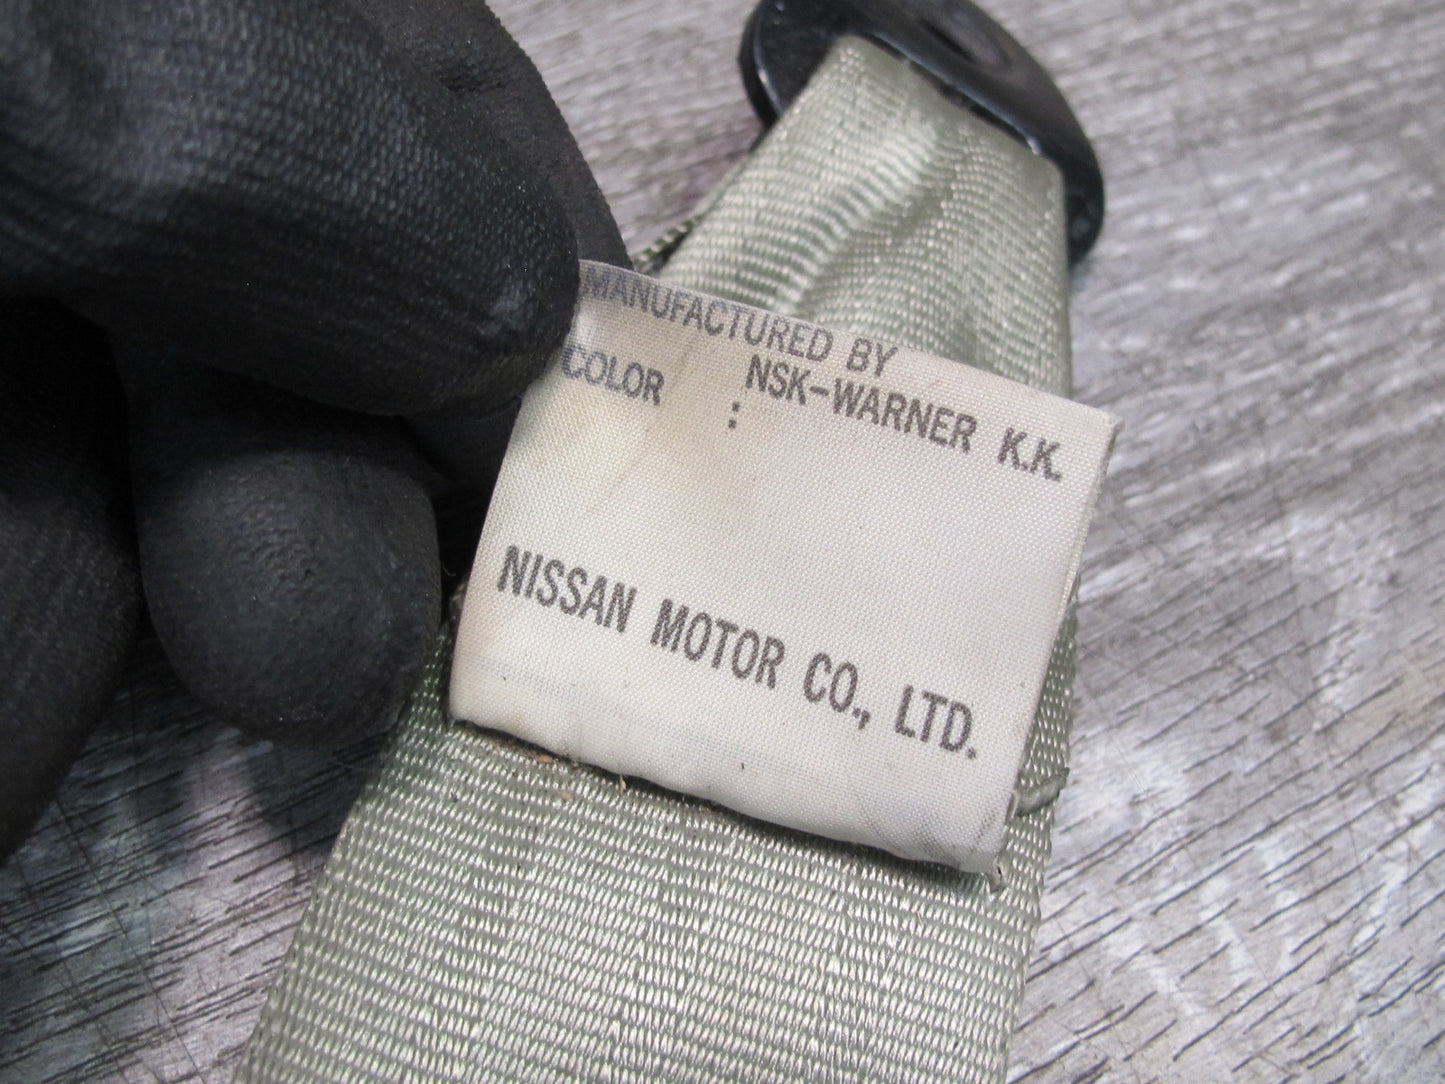 MANUFACTURED BY
NSK-WARNER K.K.
COLOR :
NISSAN MOTOR CO., LTD.